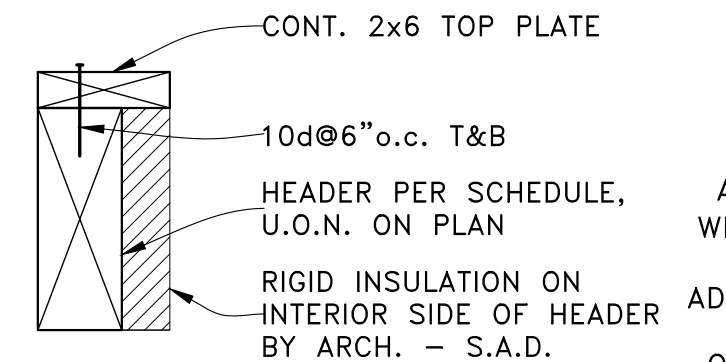 CONT. 2x6 TOP PLATE
10d@6”o.c. T&B
HEADER PER SCHEDULE,
U.O.N. ON PLAN
RIGID INSULATION ON
INTERIOR SIDE OF HEADER
BY ARCH. – S.A.D.